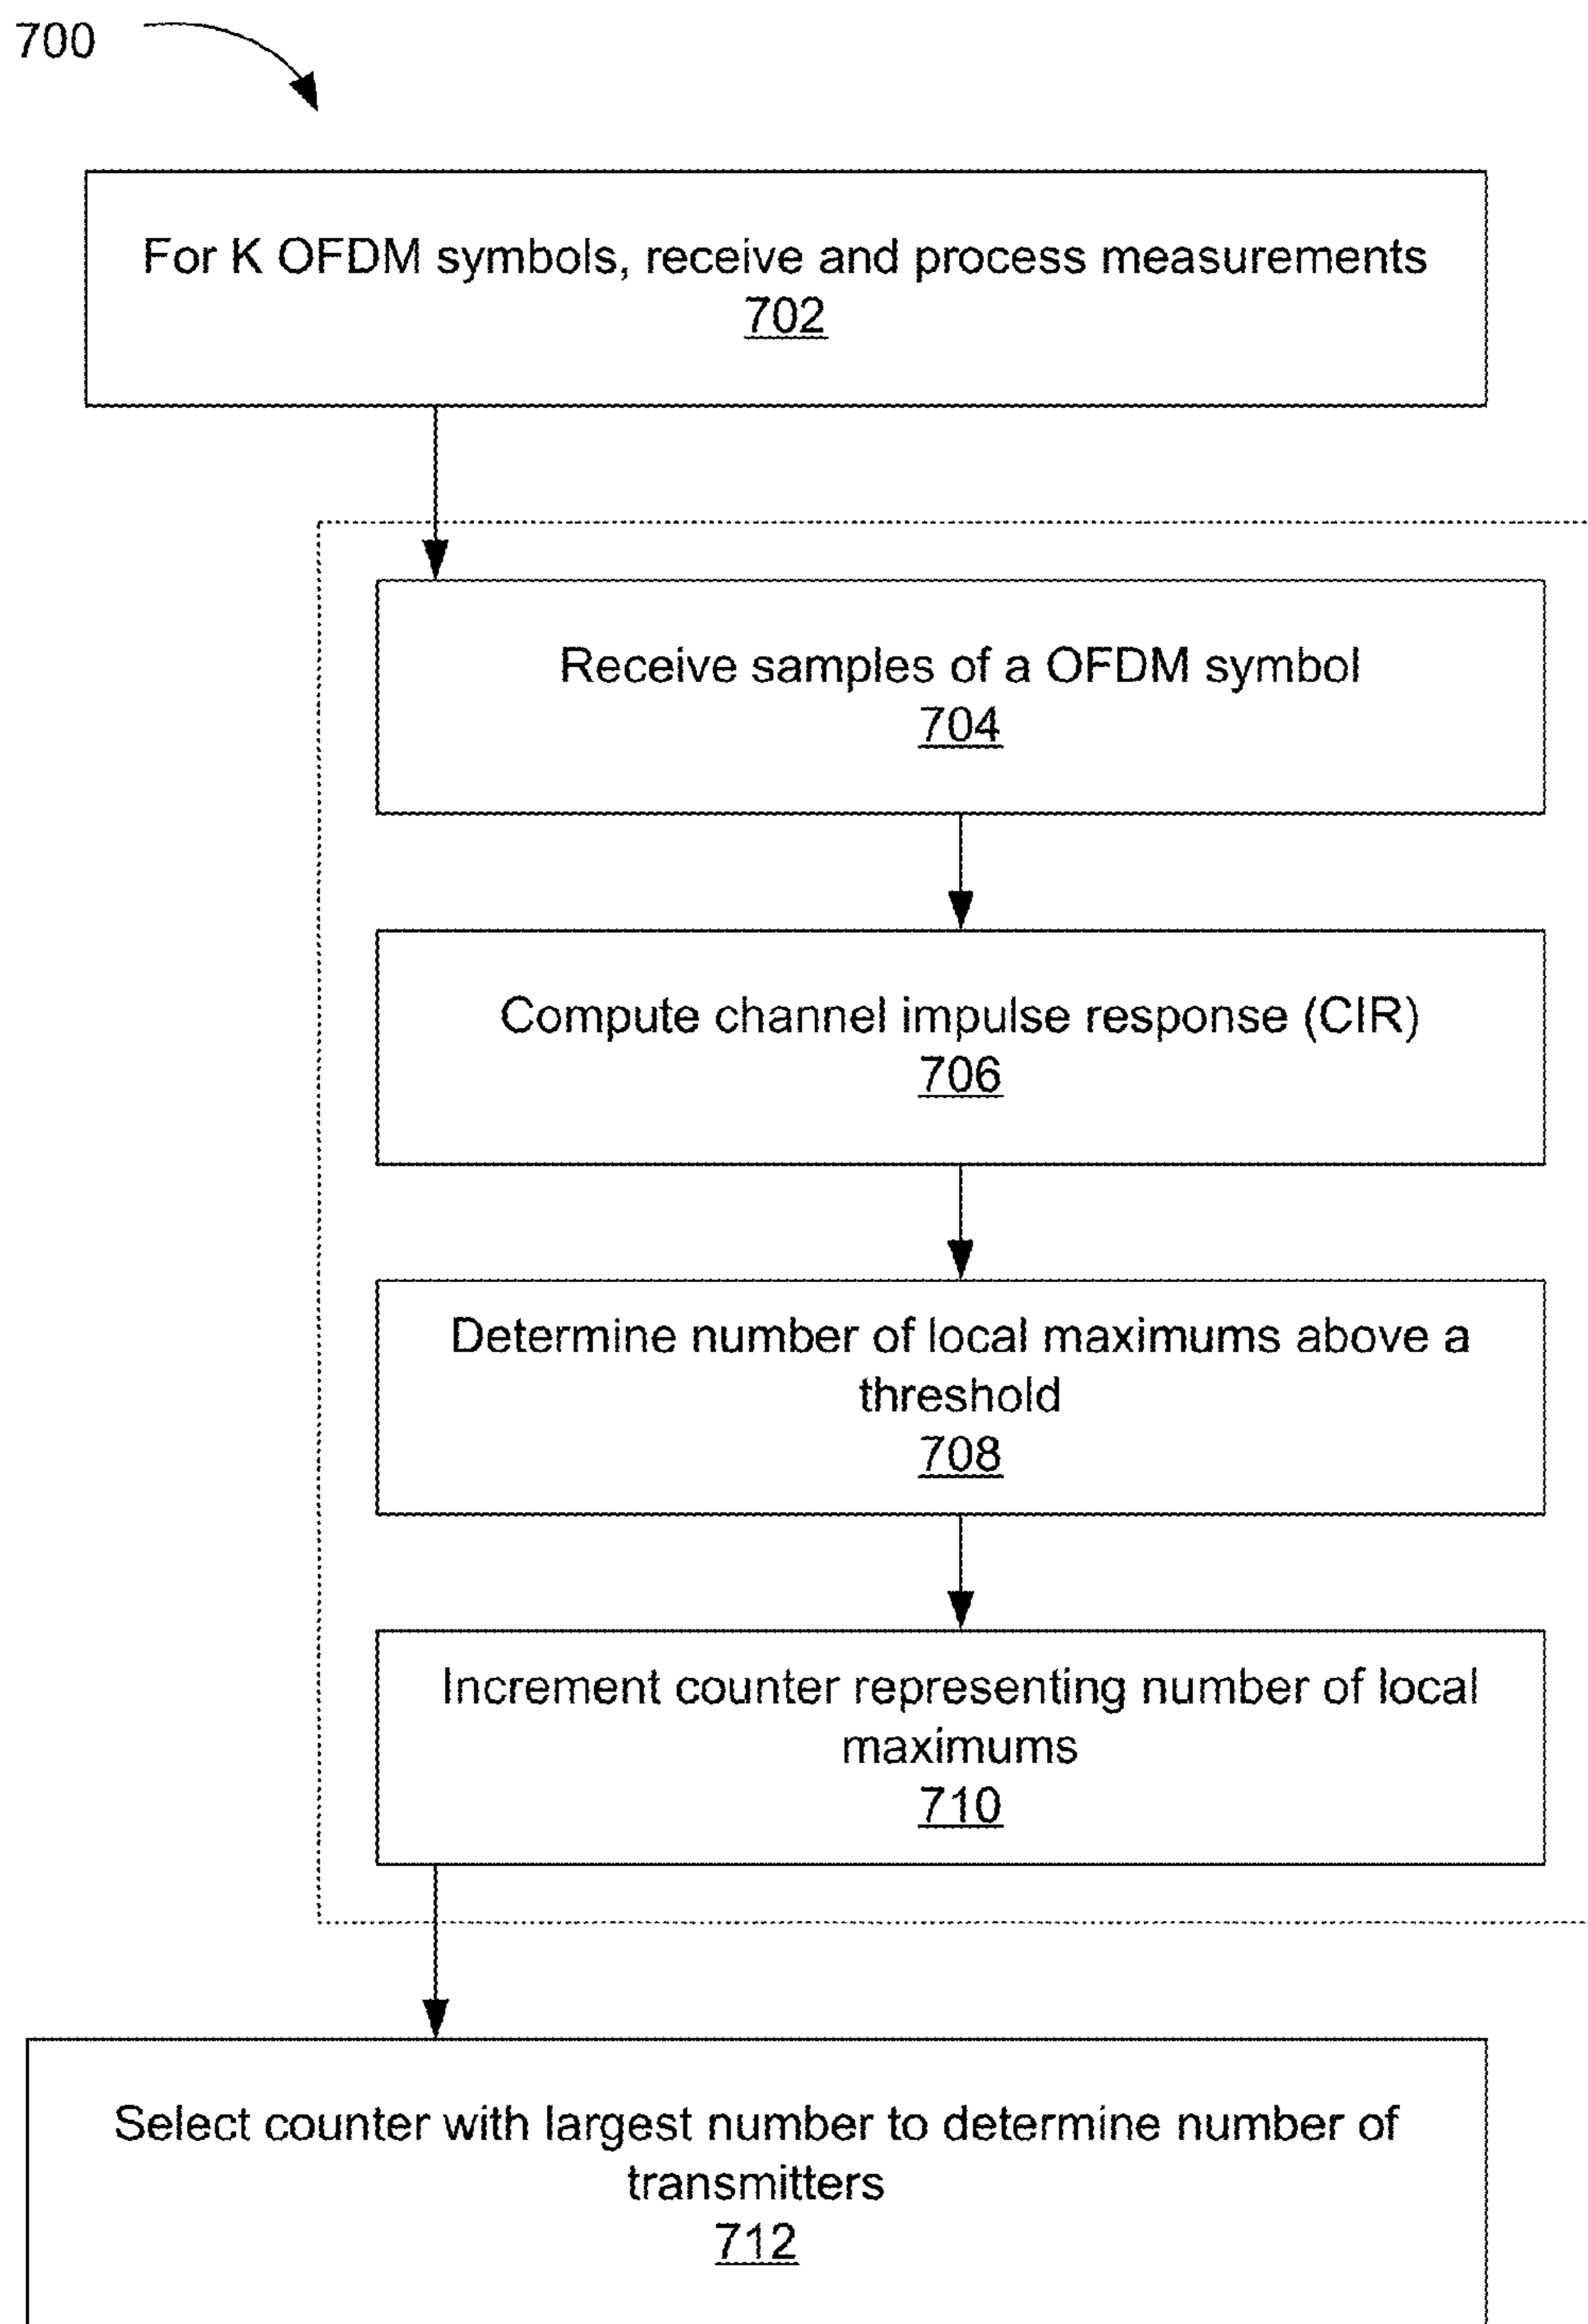 700
For K OFDM symbols, receive and process measurements
702
Receive samples of a OFDM symbol
704
Compute channel impulse response (CIR)
706
Determine number of local maximums above a
threshold
708
Increment counter representing number of local
maximums
710
Select counter with largest number to determine number of
transmitters
712